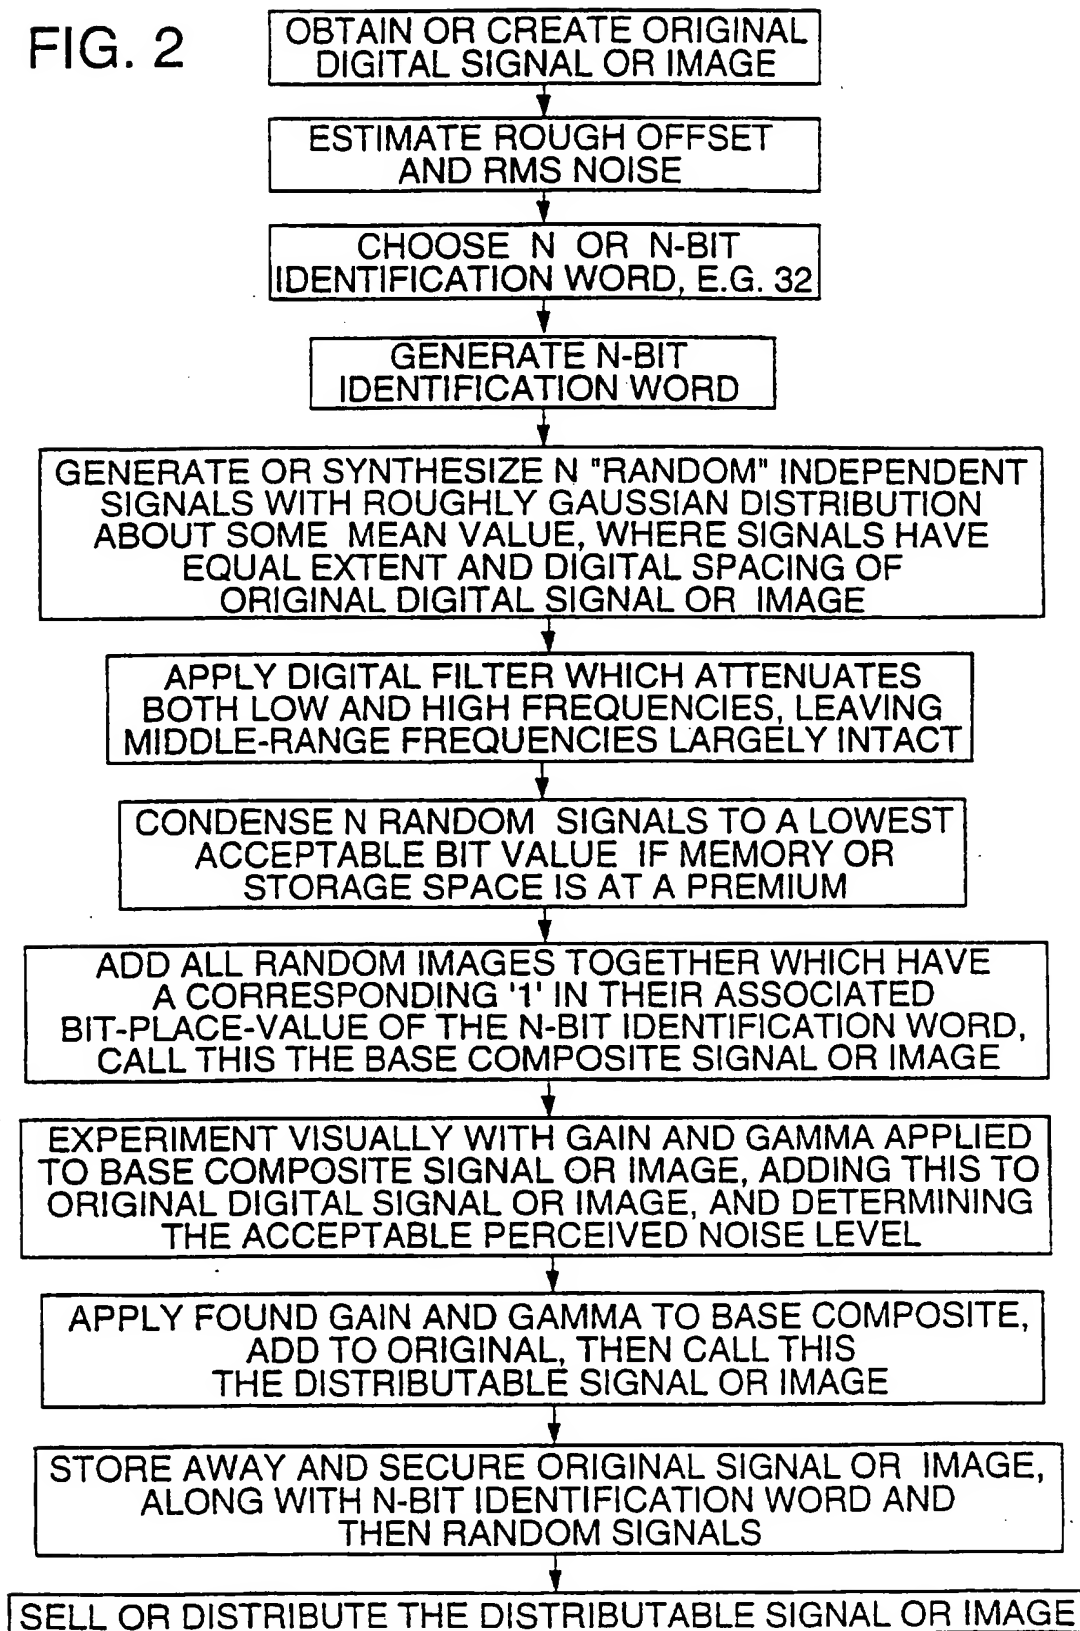 FIG. 2
OBTAIN OR CREATE ORIGINAL
DIGITAL SIGNAL OR IMAGE
ESTIMATE ROUGH OFFSET
AND RMS NOISE
CHOOSE N OR N-BIT
IDENTIFICATION WORD, E.G. 32
GENERATE N-BIT
IDENTIFICATION WORD
GENERATE OR SYNTHESIZE N "RANDOM" INDEPENDENT
SIGNALS WITH ROUGHLY GAUSSIAN DISTRIBUTION
ABOUT SOME MEAN VALUE, WHERE SIGNALS HAVE
EQUAL EXTENT AND DIGITAL SPACING OF
ORIGINAL DIGITAL SIGNAL OR IMAGE
APPLY DIGITAL FILTER WHICH ATTENUATES
BOTH LOW AND HIGH FREQUENCIES, LEAVING
MIDDLE-RANGE FREQUENCIES LARGELY INTACT
CONDENSE N RANDOM SIGNALS TO A LOWEST
ACCEPTABLE BIT VALUE IF MEMORY OR
STORAGE SPACE IS AT A PREMIUM
ADD ALL RANDOM IMAGES TOGETHER WHICH HAVE
A CORRESPONDING '1' IN THEIR ASSOCIATED
BIT-PLACE-VALUE OF THE N-BIT IDENTIFICATION WORD,
CALL THIS THE BASE COMPOSITE SIGNAL OR IMAGE
EXPERIMENT VISUALLY WITH GAIN AND GAMMA APPLIED
TO BASE COMPOSITE SIGNAL OR IMAGE, ADDING THIS TO
ORIGINAL DIGITAL SIGNAL OR IMAGE, AND DETERMINING
THE ACCEPTABLE PERCEIVED NOISE LEVEL
APPLY FOUND GAIN AND GAMMA TO BASE COMPOSITE,
ADD TO ORIGINAL, THEN CALL THIS
THE DISTRIBUTABLE SIGNAL OR IMAGE
STORE AWAY AND SECURE ORIGINAL SIGNAL OR IMAGE,
ALONG WITH N-BIT IDENTIFICATION WORD AND
THEN RANDOM SIGNALS
SELL OR DISTRIBUTE THE DISTRIBUTABLE SIGNAL OR IMAGE